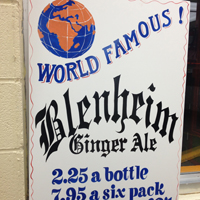 WORLD FAMOUS!
Blenheim
Ginger Ale
2.25 a bottle
7.95 a six pack